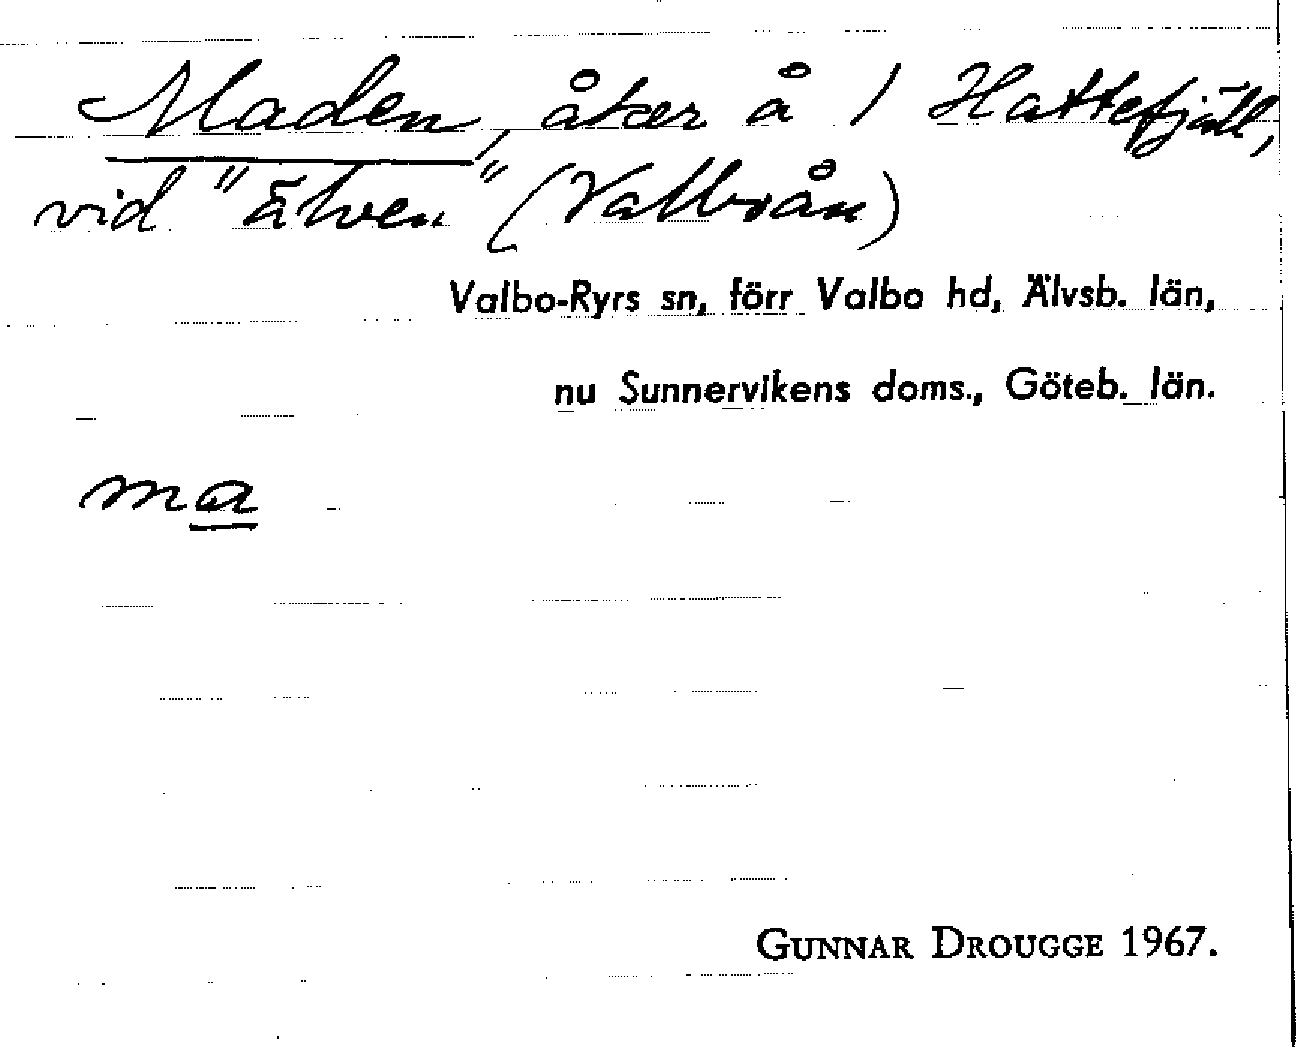 Maden, åker å 1 Hattefjäll,
vid "älven" (Valboån)
Valbo-Ryrs sn, förr Valbo hd, Älvsb. län,
nu Sunnervikens doms., Göteb. län.
ma
GUNNAR DROUGGE 1967.